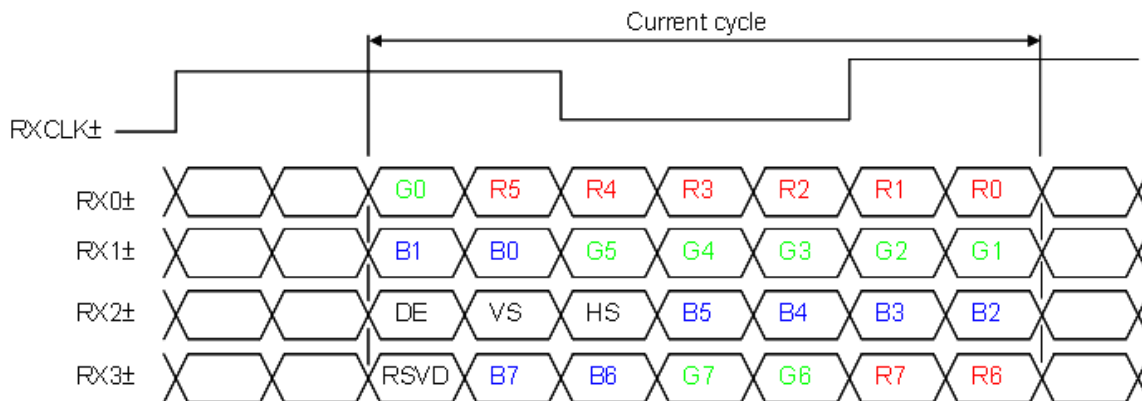 Current cycle
RXCLK±
RX0± G0 R5 R4 R3 R2 R1 R0
RX1± B1 B0 G5 G4 G3 G2 G1
RX2± DE VS HS B5 B4 B3 B2
RX3± RSVD B7 B6 G7 G6 R7 R6